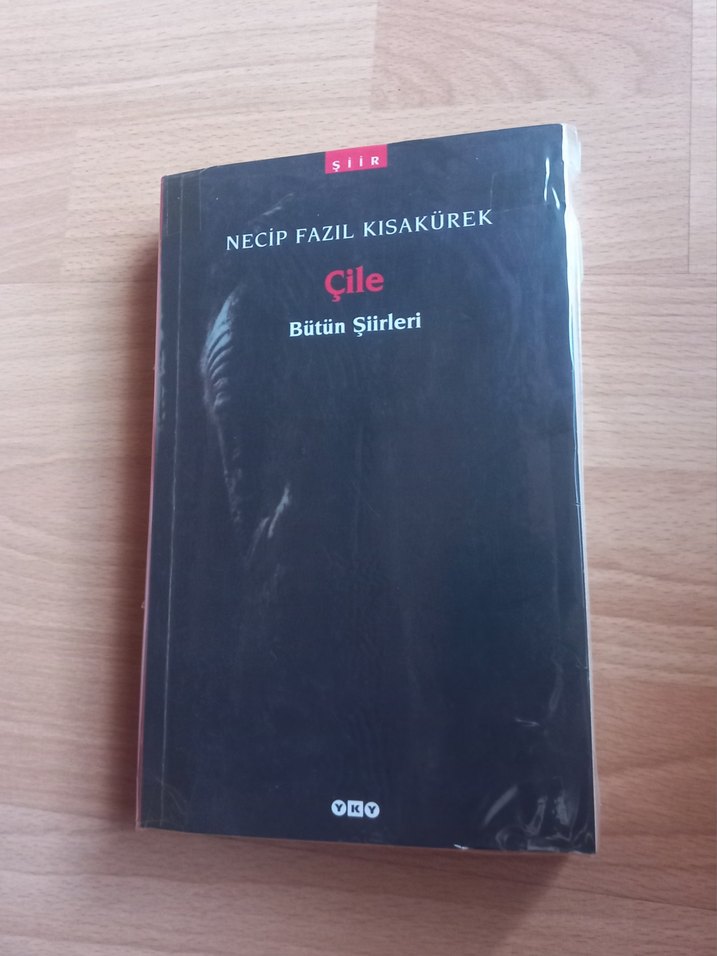 ŞİİR
NECİP FAZIL KISAKÜREK
Çile
Bütün Şiirleri
YKY